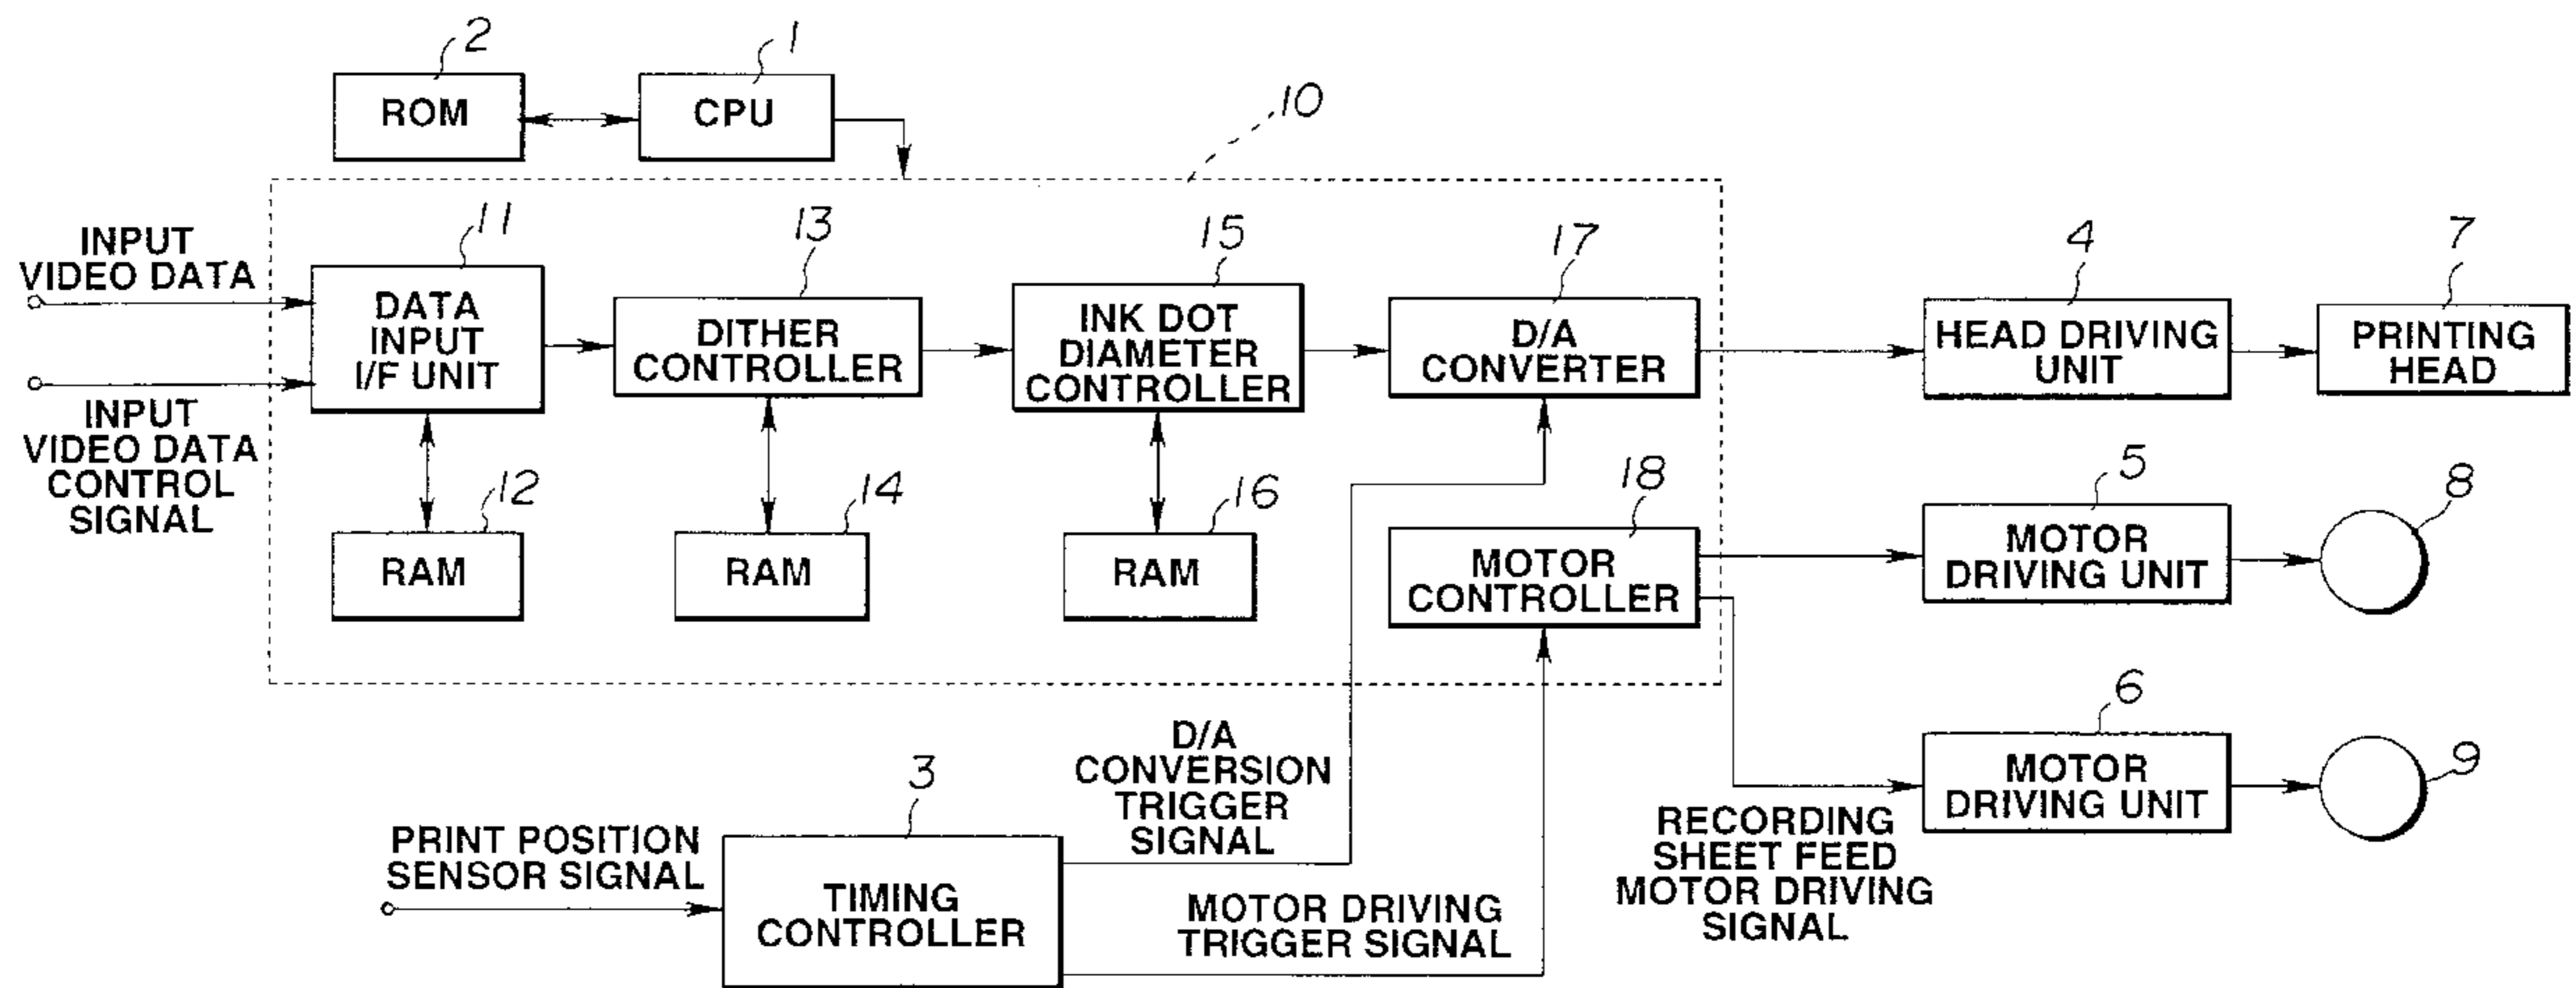 2
1
ROM
CPU
10
INPUT
VIDEO DATA
11
13
15
17
4
7
DATA
INPUT
I/F UNIT
DITHER
CONTROLLER
INK DOT
DIAMETER
CONTROLLER
D/A
CONVERTER
HEAD DRIVING
UNIT
PRINTING
HEAD
INPUT
VIDEO DATA
CONTROL
SIGNAL
12
14
16
18
5
8
RAM
RAM
RAM
MOTOR
CONTROLLER
MOTOR
DRIVING UNIT
6
9
MOTOR
DRIVING UNIT
D/A
CONVERSION
TRIGGER
SIGNAL
3
PRINT POSITION
SENSOR SIGNAL
TIMING
CONTROLLER
MOTOR DRIVING
TRIGGER SIGNAL
RECORDING
SHEET FEED
MOTOR DRIVING
SIGNAL